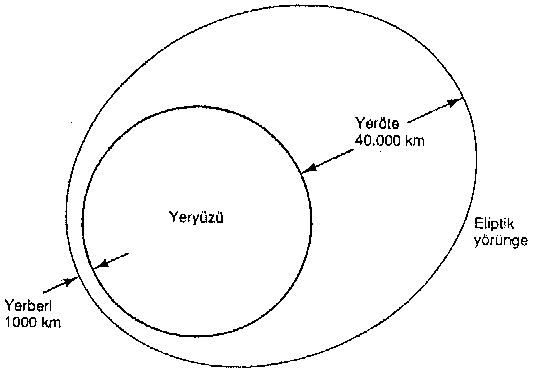 Yeröte
40.000 km
Yeryüzü
Eliptik
yörünge
Yerberi
1000 km